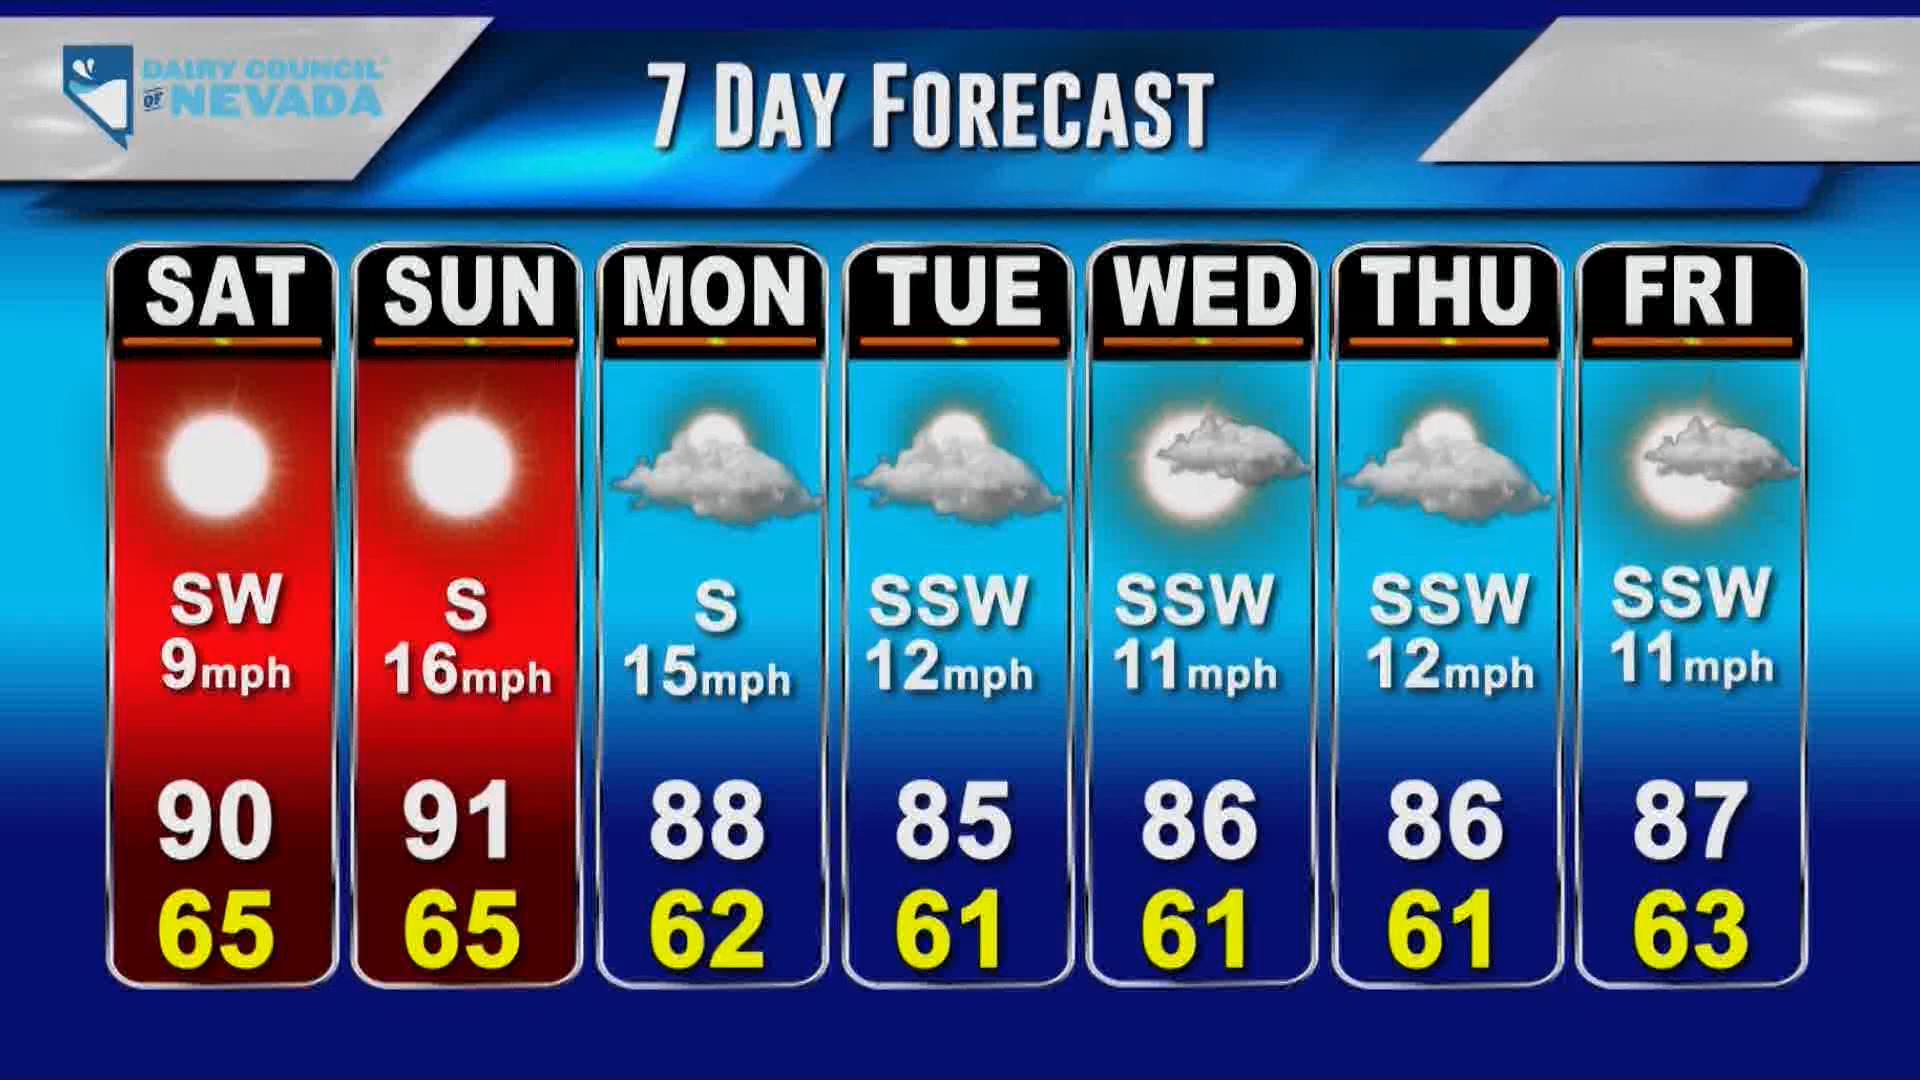 DAIRY COUNCIL
OF NEVADA
7 DAY FORECAST
SAT
SW
9mph
90
65
SUN
S
16mph
91
65
MON
S
15mph
88
62
TUE
SSW
12mph
85
61
WED
SSW
11mph
86
61
THU
SSW
12mph
86
61
FRI
SSW
11mph
87
63